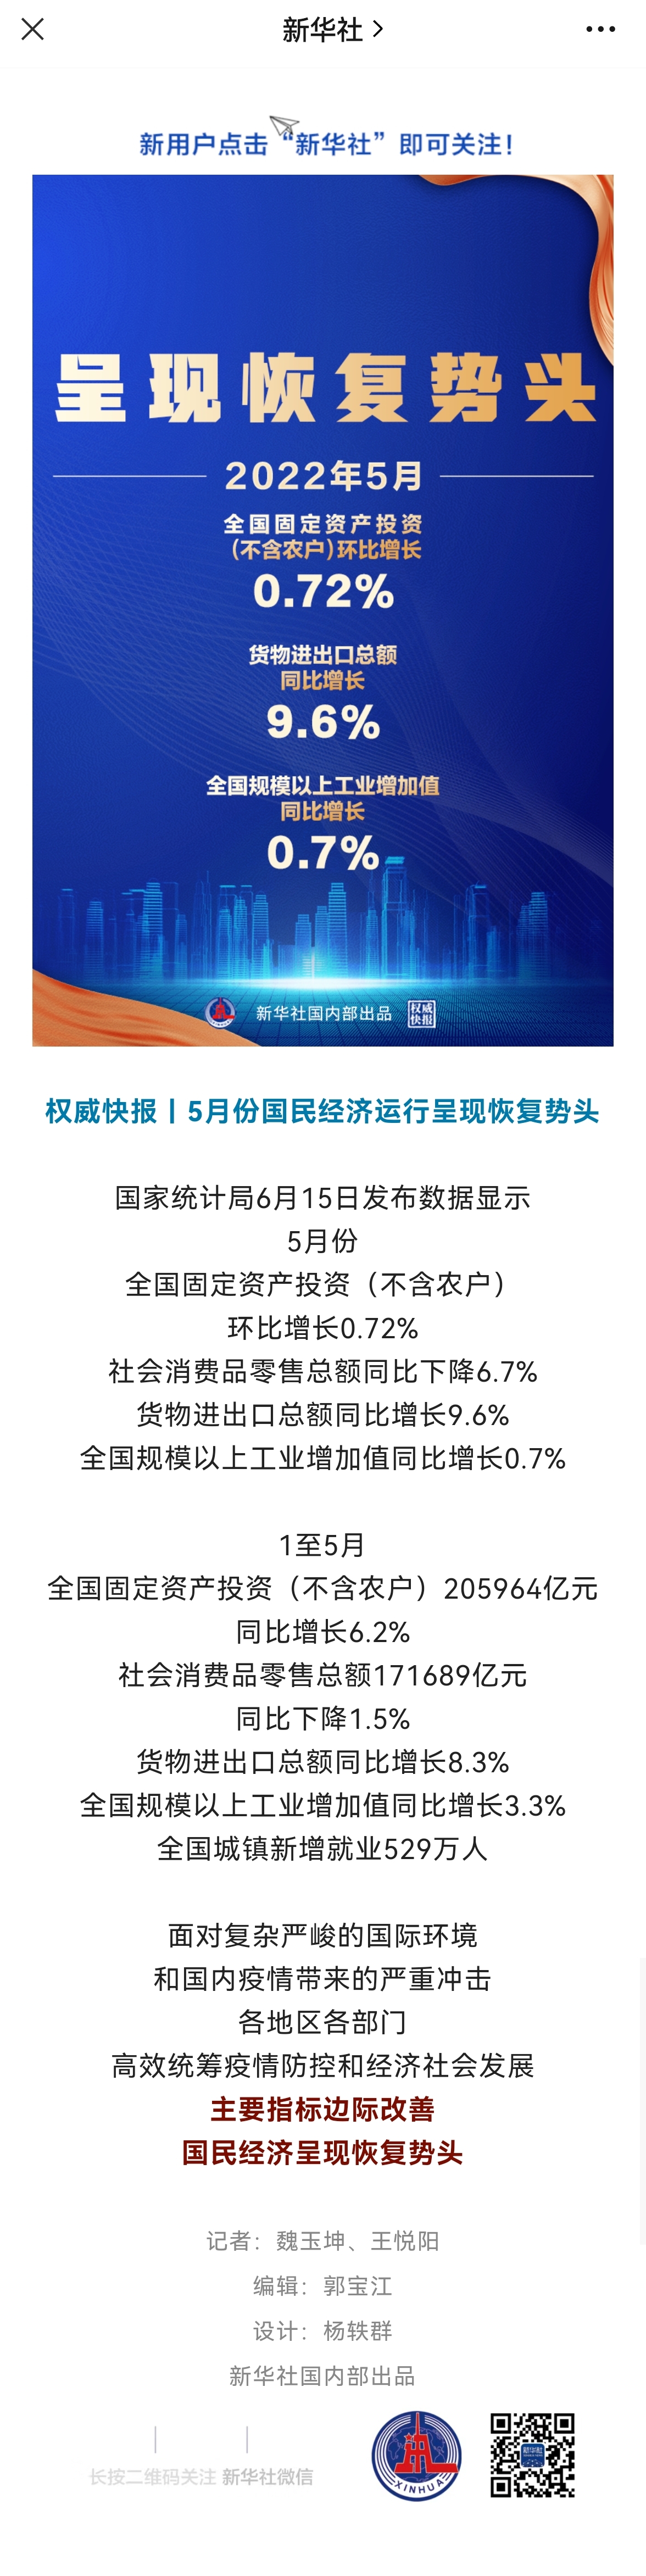 新华社
新用户点击“新华社”即可关注！
呈现恢复势头
2022年5月
全国固定资产投资
（不含农户）环比增长
0.72%
货物进出口总额
同比增长
9.6%
全国规模以上工业增加值
同比增长
0.7%
新华社国内部出品
权威
快报
权威快报丨5月份国民经济运行呈现恢复势头
国家统计局6月15日发布数据显示
5月份
全国固定资产投资（不含农户）
环比增长0.72%
社会消费品零售总额同比下降6.7%
货物进出口总额同比增长9.6%
全国规模以上工业增加值同比增长0.7%
1至5月
全国固定资产投资（不含农户）205964亿元
同比增长6.2%
社会消费品零售总额171689亿元
同比下降1.5%
货物进出口总额同比增长8.3%
全国规模以上工业增加值同比增长3.3%
全国城镇新增就业529万人
面对复杂严峻的国际环境
和国内疫情带来的严重冲击
各地区各部门
高效统筹疫情防控和经济社会发展
主要指标边际改善
国民经济呈现恢复势头
记者：魏玉坤、王悦阳
编辑：郭宝江
设计：杨轶群
新华社国内部出品
长按二维码关注 新华社微信
XINHUA
新华社